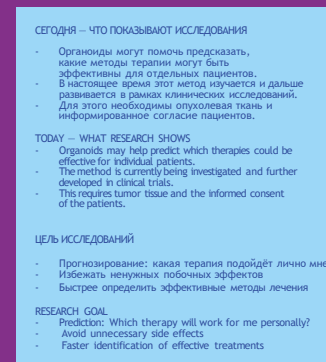 СЕГОДНЯ — ЧТО ПОКАЗЫВАЮТ ИССЛЕДОВАНИЯ
- Органоиды могут помочь предсказать,
какие методы терапии могут быть
эффективны для отдельных пациентов.
- В настоящее время этот метод изучается и дальше
развивается в рамках клинических исследований.
- Для этого необходимы опухолевая ткань и
информированное согласие пациентов.
TODAY — WHAT RESEARCH SHOWS
- Organoids may help predict which therapies could be
effective for individual patients.
- The method is currently being investigated and further
developed in clinical trials.
- This requires tumor tissue and the informed consent
of the patients.
ЦЕЛЬ ИССЛЕДОВАНИЙ
- Прогнозирование: какая терапия подойдёт лично мне
- Избежать ненужных побочных эффектов
- Быстрее определить эффективные методы лечения
RESEARCH GOAL
- Prediction: Which therapy will work for me personally?
- Avoid unnecessary side effects
- Faster identification of effective treatments